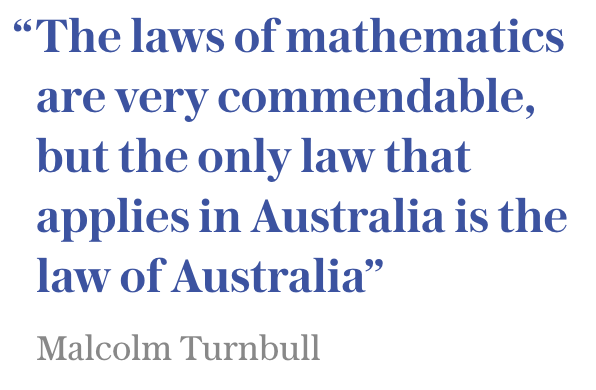 “The laws of mathematics
are very commendable,
but the only law that
applies in Australia is the
law of Australia”
Malcolm Turnbull